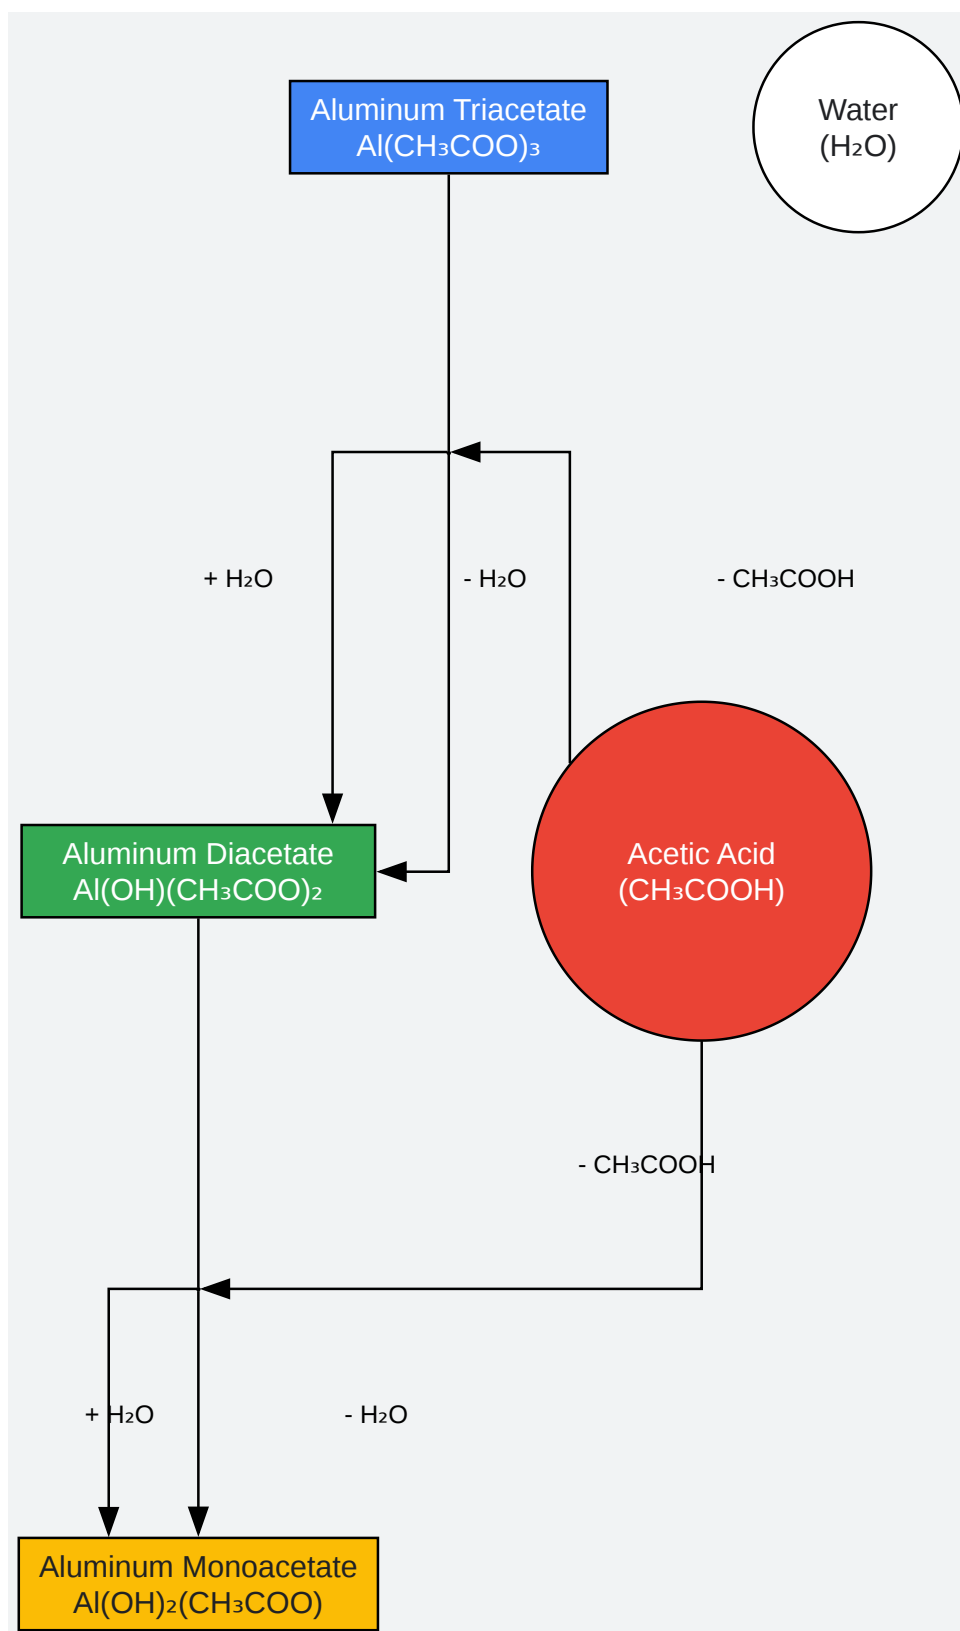 Aluminum Triacetate
Al(CH₃COO)₃
Water
(H₂O)
+ H₂O
- H₂O
- CH₃COOH
Aluminum Diacetate
Al(OH)(CH₃COO)₂
Acetic Acid
(CH₃COOH)
- CH₃COOH
+ H₂O
- H₂O
Aluminum Monoacetate
Al(OH)₂(CH₃COO)